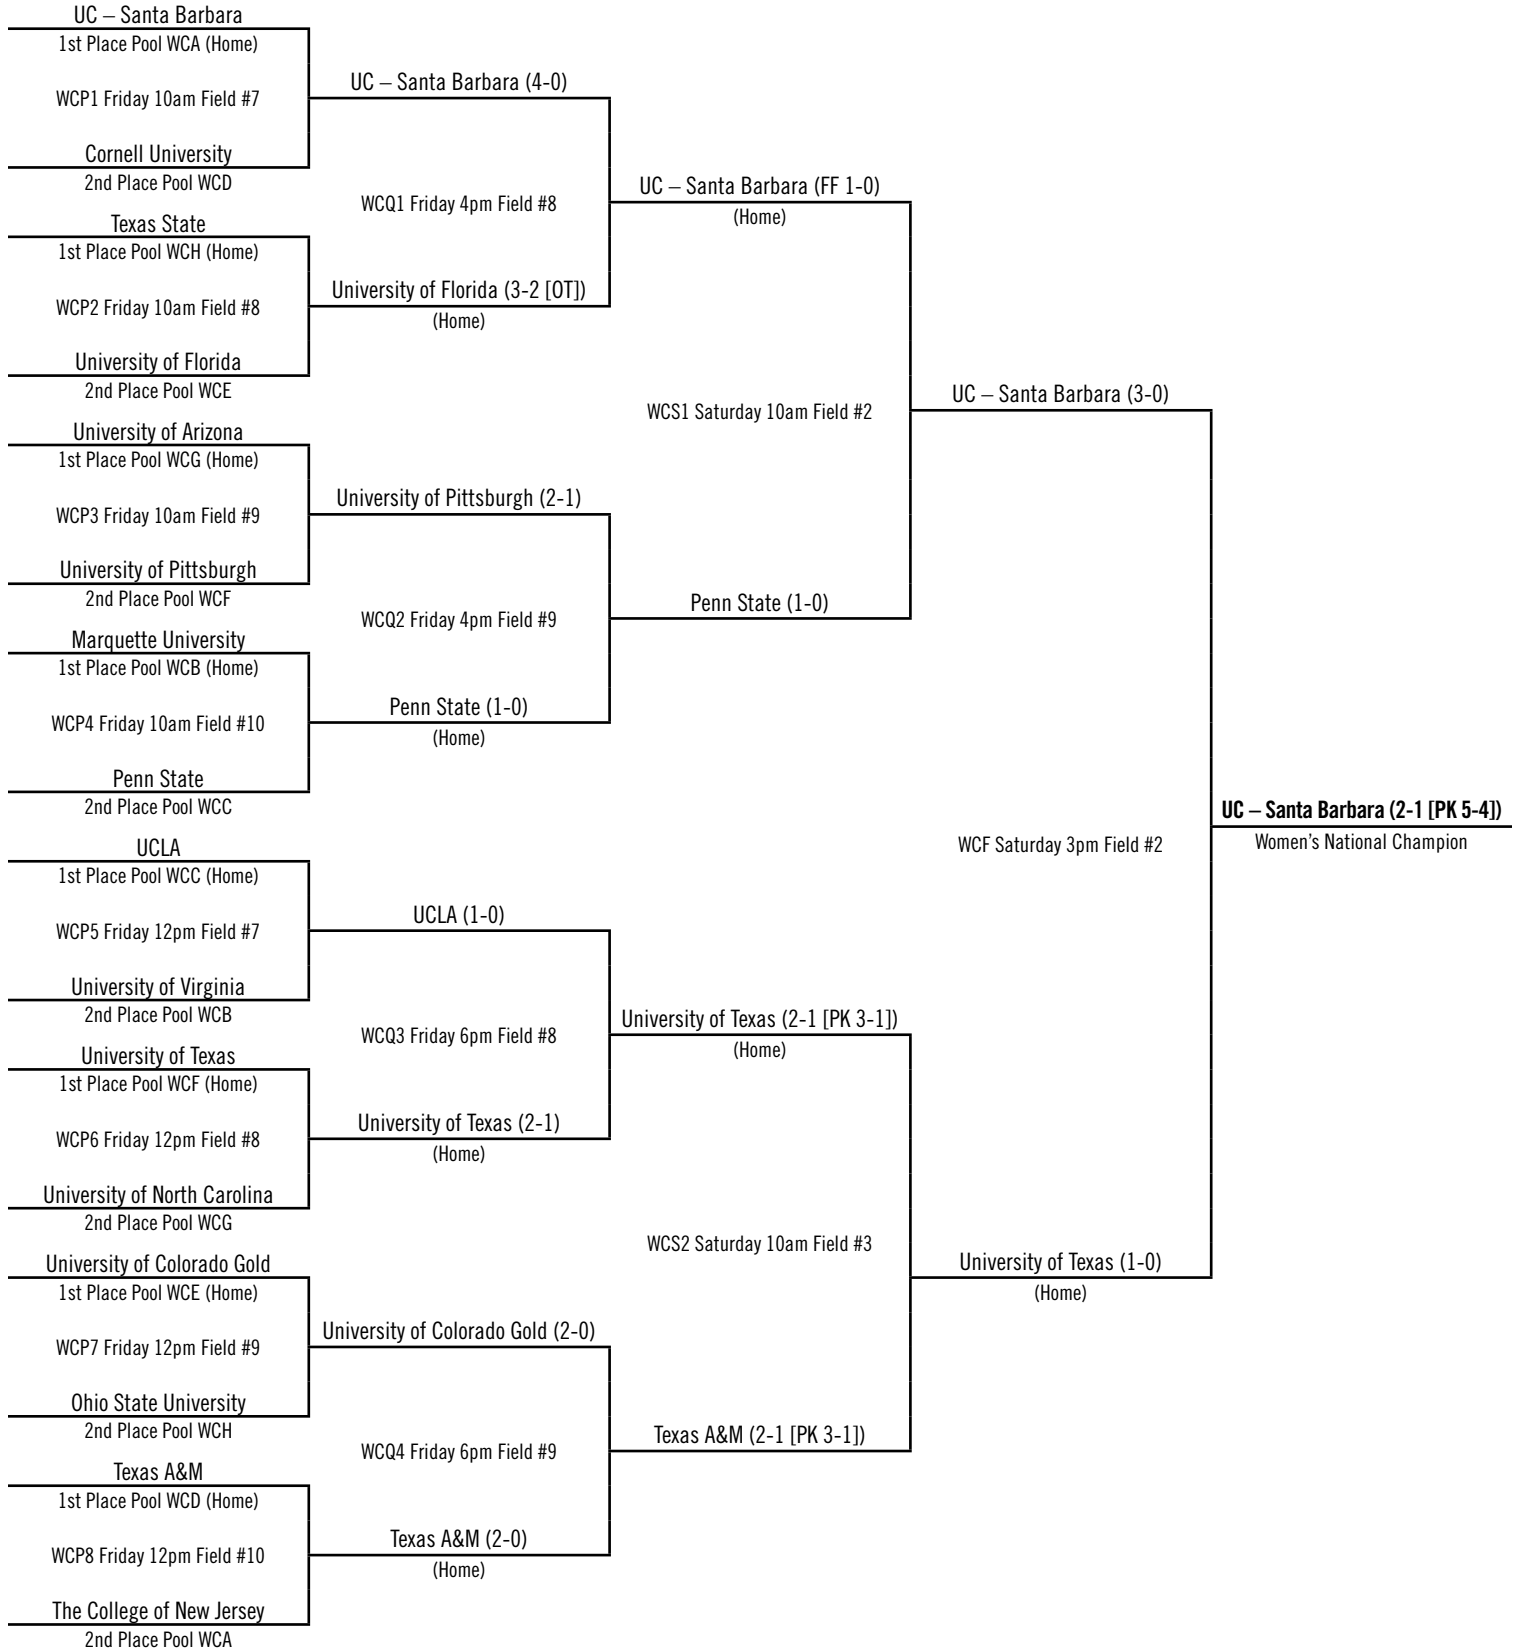 UC – Santa Barbara
1st Place Pool WCA (Home)
WCP1 Friday 10am Field #7
UC – Santa Barbara (4-0)
Cornell University
2nd Place Pool WCD
WCQ1 Friday 4pm Field #8
UC – Santa Barbara (FF 1-0)
(Home)
Texas State
1st Place Pool WCH (Home)
WCP2 Friday 10am Field #8
University of Florida (3-2 [OT])
(Home)
University of Florida
2nd Place Pool WCE
WCS1 Saturday 10am Field #2
UC – Santa Barbara (3-0)
University of Arizona
1st Place Pool WCG (Home)
WCP3 Friday 10am Field #9
University of Pittsburgh (2-1)
University of Pittsburgh
2nd Place Pool WCF
WCQ2 Friday 4pm Field #9
Penn State (1-0)
Marquette University
1st Place Pool WCB (Home)
WCP4 Friday 10am Field #10
Penn State (1-0)
(Home)
Penn State
2nd Place Pool WCC
WCF Saturday 3pm Field #2
UC – Santa Barbara (2-1 [PK 5-4])
Women's National Champion
UCLA
1st Place Pool WCC (Home)
WCP5 Friday 12pm Field #7
UCLA (1-0)
University of Virginia
2nd Place Pool WCB
WCQ3 Friday 6pm Field #8
University of Texas (2-1 [PK 3-1])
(Home)
University of Texas
1st Place Pool WCF (Home)
WCP6 Friday 12pm Field #8
University of Texas (2-1)
(Home)
University of North Carolina
2nd Place Pool WCG
WCS2 Saturday 10am Field #3
University of Texas (1-0)
(Home)
University of Colorado Gold
1st Place Pool WCE (Home)
WCP7 Friday 12pm Field #9
University of Colorado Gold (2-0)
Ohio State University
2nd Place Pool WCH
WCQ4 Friday 6pm Field #9
Texas A&M (2-1 [PK 3-1])
Texas A&M
1st Place Pool WCD (Home)
WCP8 Friday 12pm Field #10
Texas A&M (2-0)
(Home)
The College of New Jersey
2nd Place Pool WCA